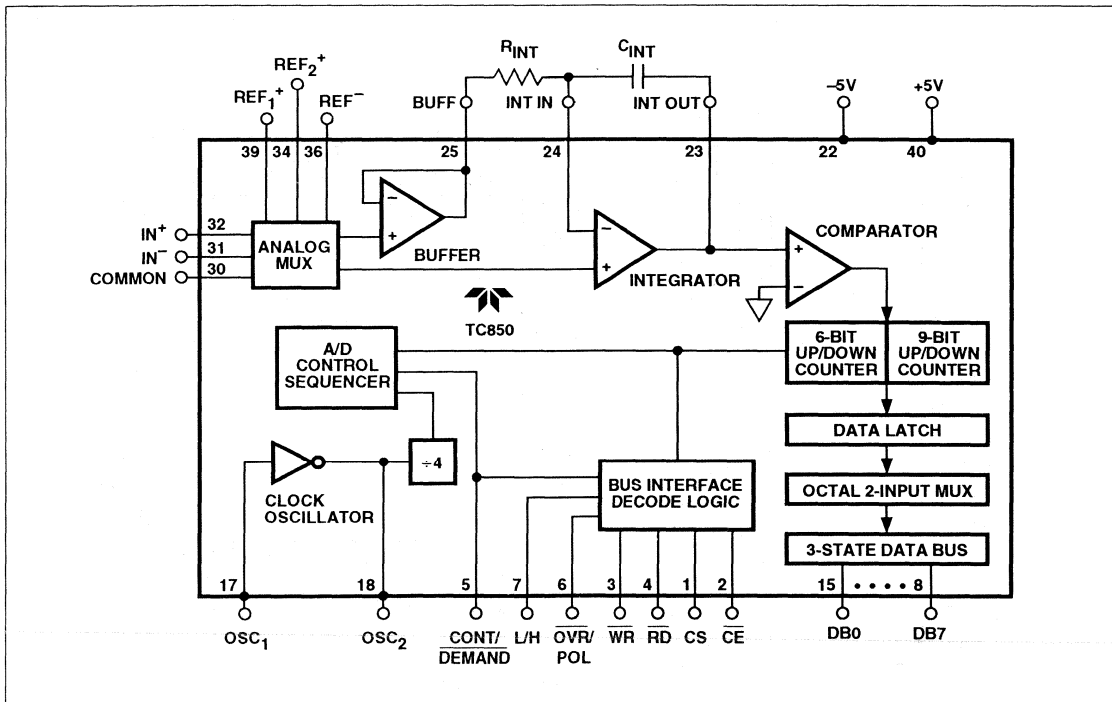 RINT
CINT
REF2+
REF1+
REF−
BUFF
INT IN
INT OUT
−5V
+5V
39
34
36
25
24
23
22
40
IN+
32
IN−
31
COMMON
30
ANALOG
MUX
−
+
BUFFER
−
+
INTEGRATOR
COMPARATOR
+
−
TC850
A/D
CONTROL
SEQUENCER
6-BIT
UP/DOWN
COUNTER
9-BIT
UP/DOWN
COUNTER
DATA LATCH
÷4
CLOCK
OSCILLATOR
BUS INTERFACE
DECODE LOGIC
OCTAL 2-INPUT MUX
3-STATE DATA BUS
17
18
5
7
6
3
4
1
2
15 • • • • 8
OSC1
OSC2
CONT/
DEMAND
L/H
OVR/
POL
WR
RD
CS
CE
DB0
DB7